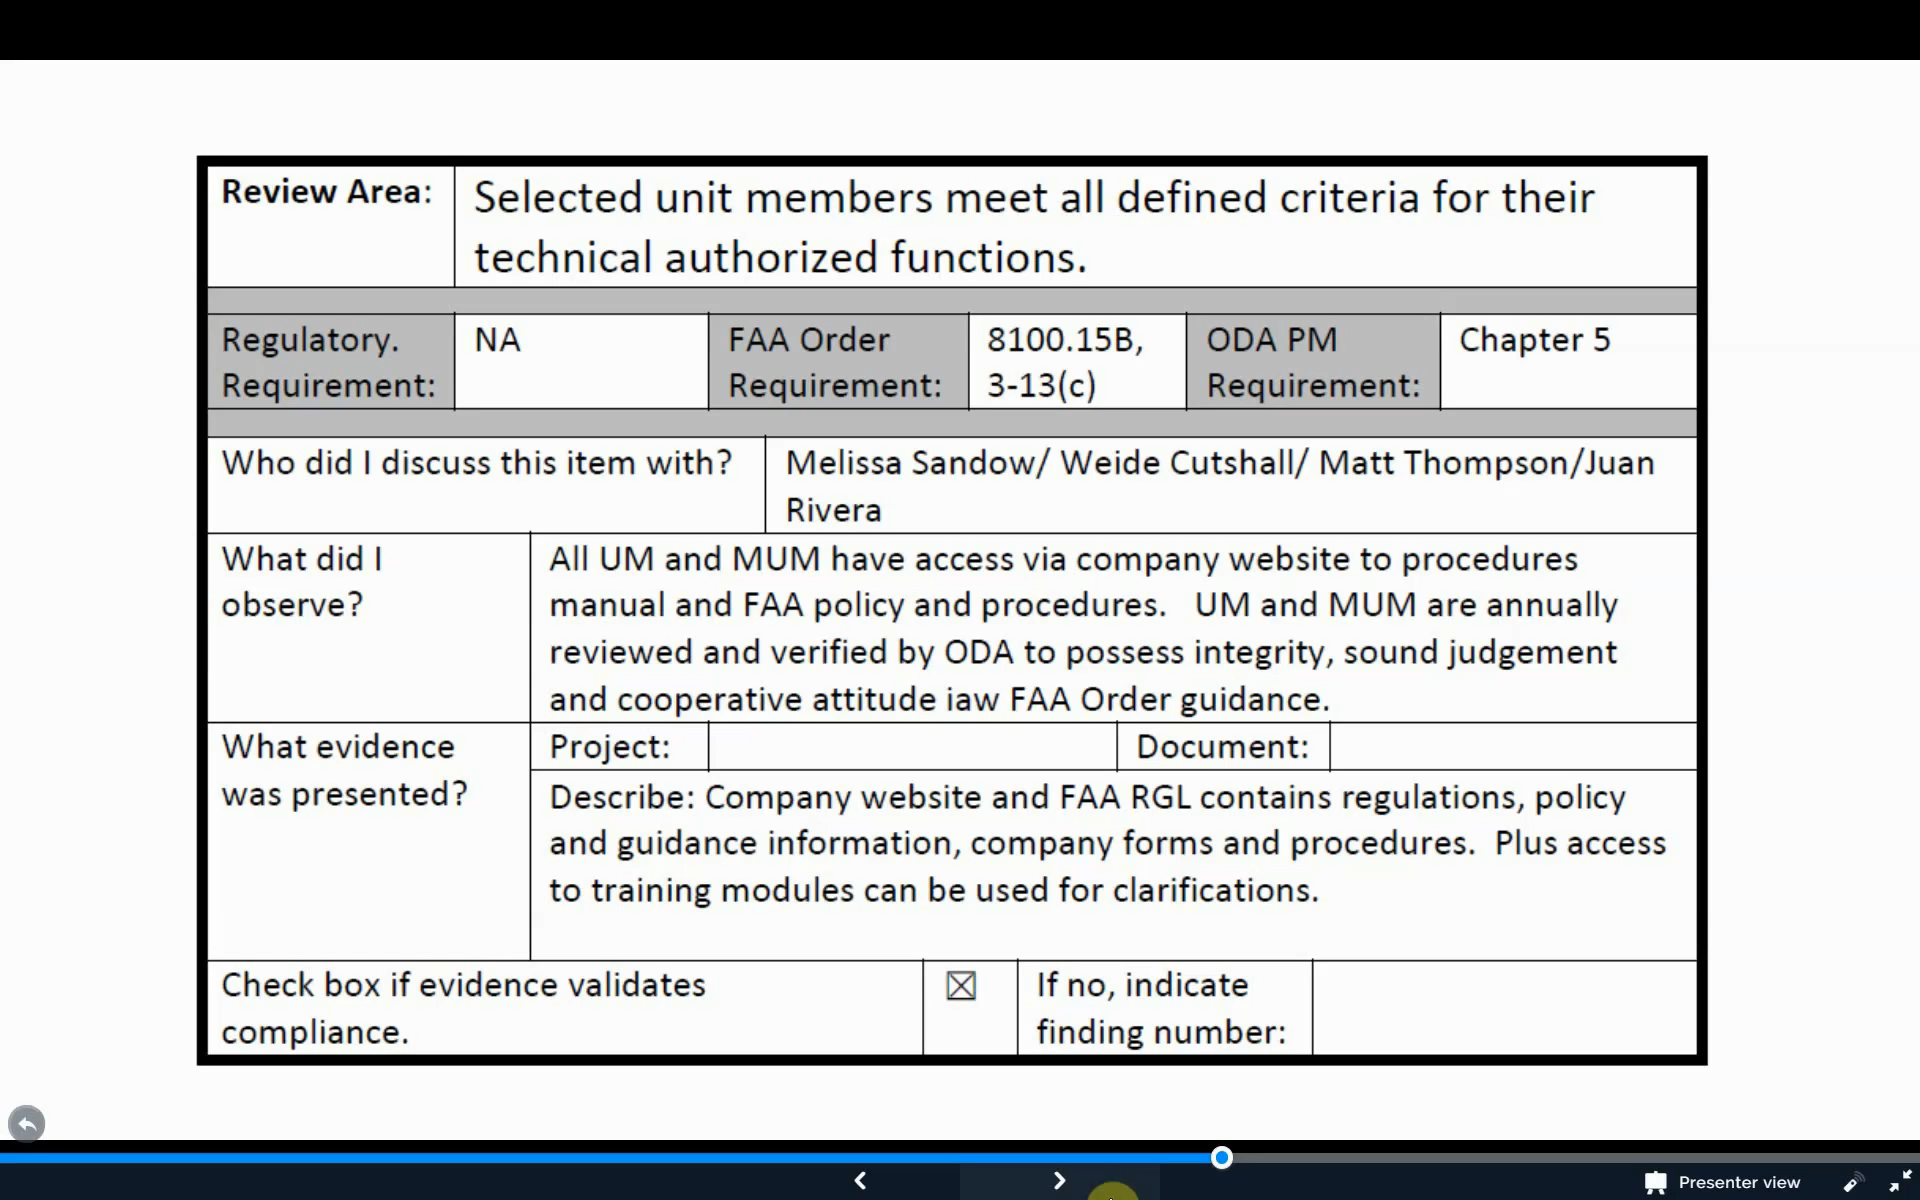 Review Area:
Selected unit members meet all defined criteria for their
technical authorized functions.
Regulatory.
Requirement:
NA
FAA Order
Requirement:
8100.15B,
3-13(c)
ODA PM
Requirement:
Chapter 5
Who did I discuss this item with?
Melissa Sandow/ Weide Cutshall/ Matt Thompson/Juan
Rivera
What did I
observe?
All UM and MUM have access via company website to procedures
manual and FAA policy and procedures.   UM and MUM are annually
reviewed and verified by ODA to possess integrity, sound judgement
and cooperative attitude iaw FAA Order guidance.
What evidence
was presented?
Project:
Document:
Describe: Company website and FAA RGL contains regulations, policy
and guidance information, company forms and procedures.  Plus access
to training modules can be used for clarifications.
Check box if evidence validates
compliance.
☒
If no, indicate
finding number:
Presenter view